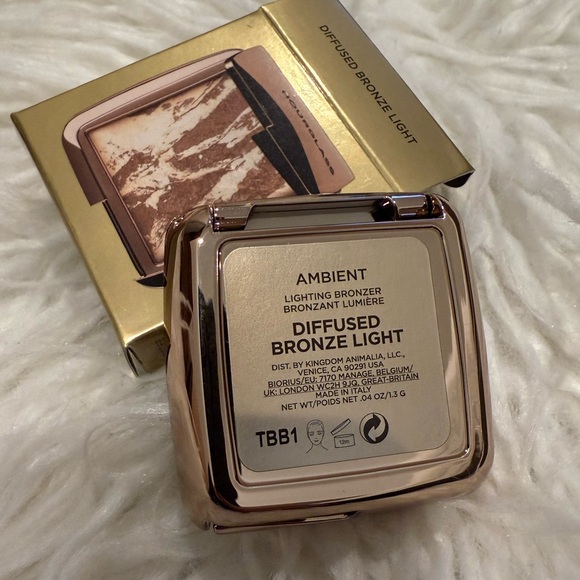 DIFFUSED BRONZE LIGHT
HOURGLASS
AMBIENT
LIGHTING BRONZER
BRONZANT LUMIÈRE
DIFFUSED
BRONZE LIGHT
DIST. BY KINGDOM ANIMALIA, LLC.,
VENICE, CA 90291 USA
BIORIUS/EU: 7170 MANAGE, BELGIUM/
UK: LONDON WC2H 9JQ, GREAT-BRITAIN
MADE IN ITALY
NET WT/POIDS NET .04 OZ/1.3 G
TBB1
12m